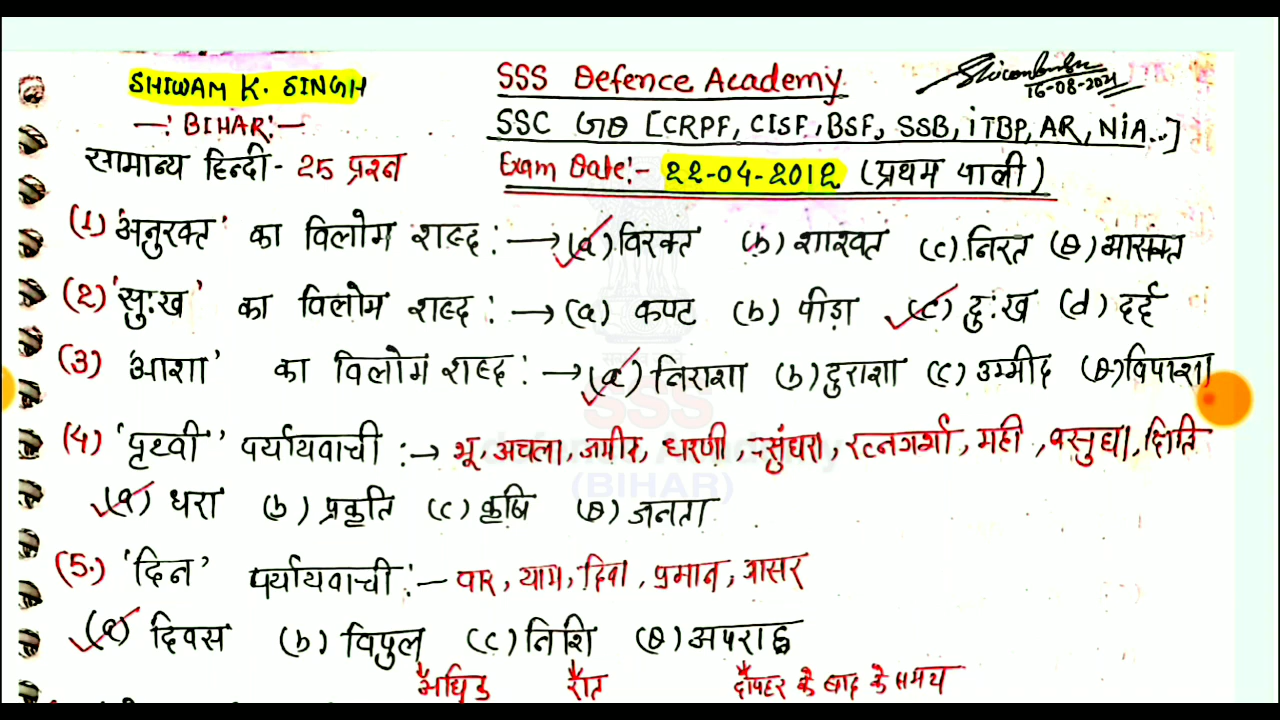 SHIWAM K. SINGH
—: BIHAR:—
सामान्य हिन्दी - 25 प्रश्न
SSS Defence Academy
16-08-2021
SSC GD [CRPF, CISF, BSF, SSB, iTBP, AR, NiA...]
Exam Date:- 22-04-2012 (प्रथम पाली)
(1) 'अनुरक्त' का विलोम शब्द :→ (a) विरक्त (b) शाश्वत (c) निरत (D) आसक्त
(2) 'सु:ख' का विलोम शब्द :→ (a) कष्ट (b) पीड़ा (c) दु:ख (d) दर्द
(3) 'आशा' का विलोम शब्द :→ (a) निराशा (b) दुराशा (c) उम्मीद (D) विपाशा
(4) 'पृथ्वी' पर्यायवाची :→ भू, अचला, जमीन, धरणी, वसुंधरा, रत्नगर्भा, मही, वसुधा, क्षिति
(a) धरा (b) प्रकृति (c) कृषि (D) जनता
(5.) 'दिन' पर्यायवाची :- वार, याम, दिवा, प्रमान, वासर
(a) दिवस (b) विपुल (c) निशि (D) अपराह्न
अधिक रात दोपहर के बाद के समय
SSS
(BIHAR)